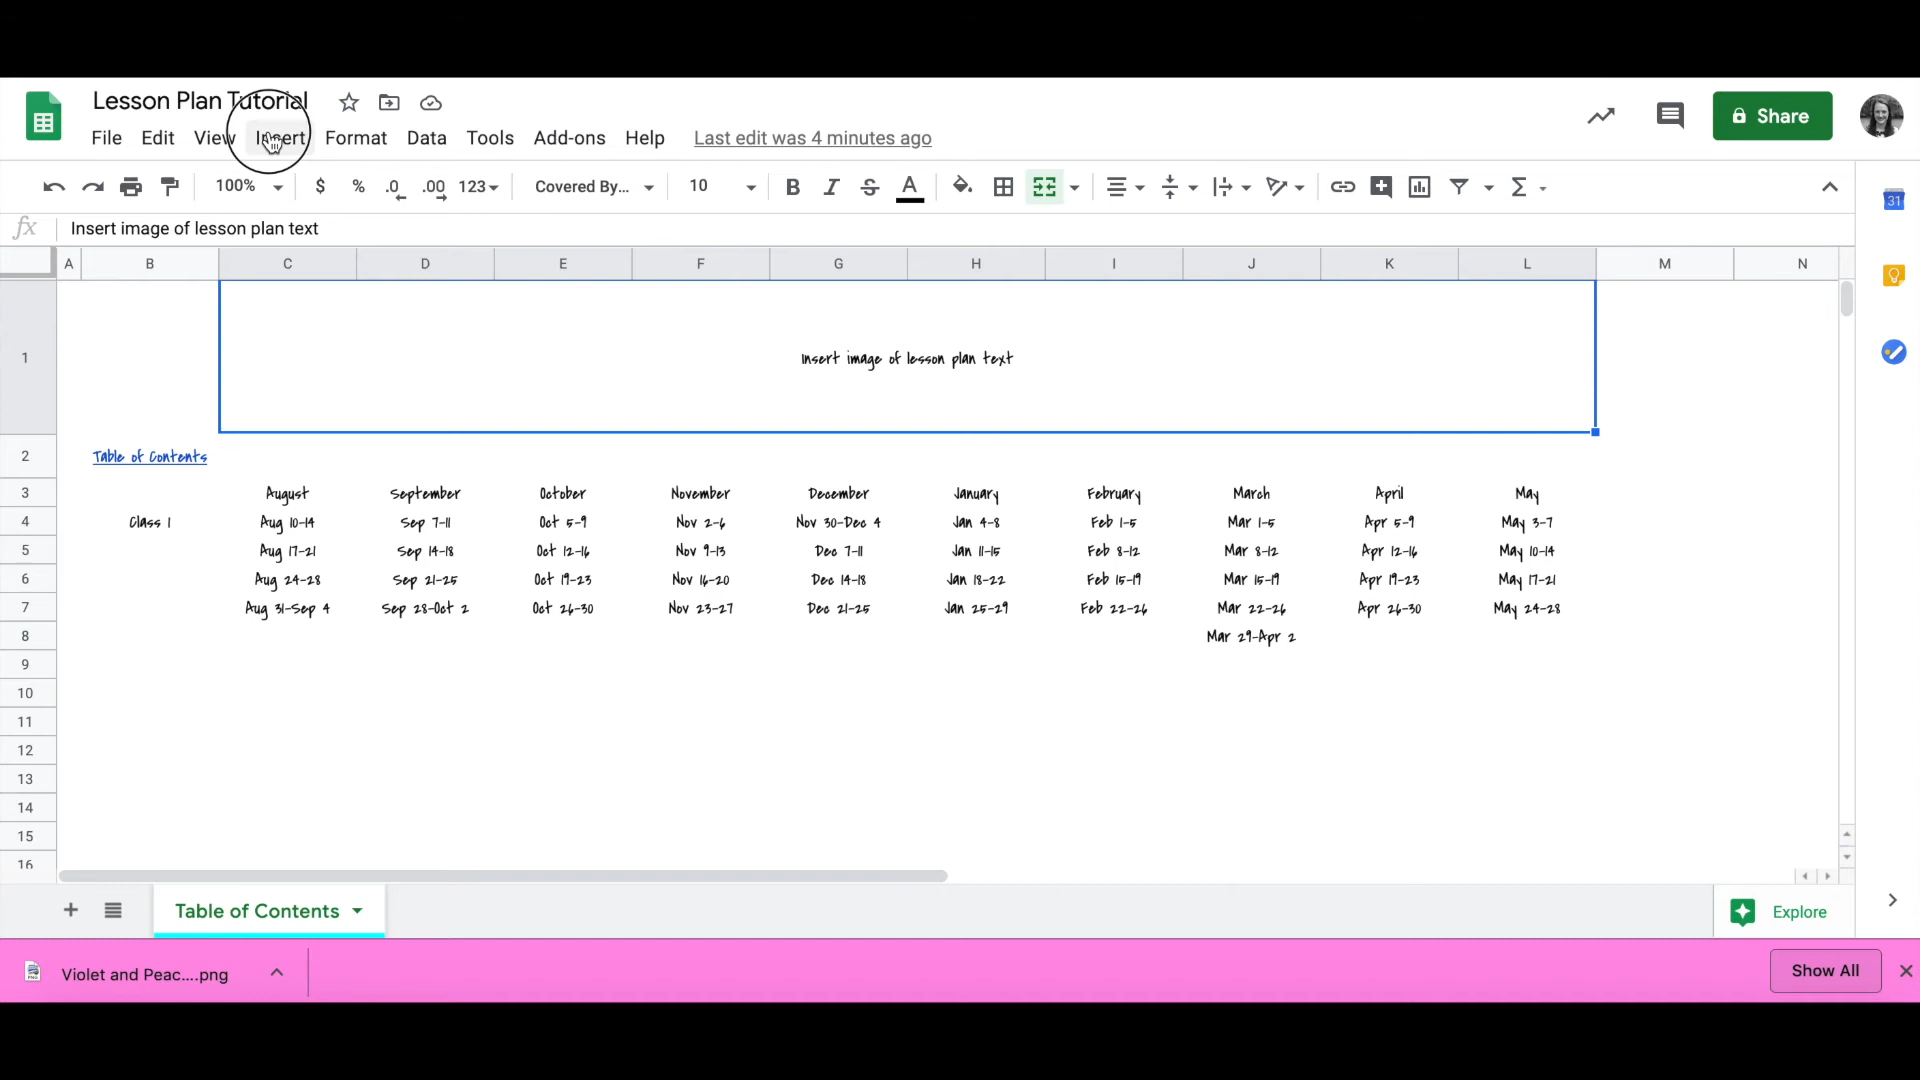 Lesson Plan Tutorial
File Edit View Insert Format Data Tools Add-ons Help Last edit was 4 minutes ago
Share
100% $ % .0 .00 123 Covered By... 10 B I S A Σ
31
fx Insert image of lesson plan text
A B C D E F G H I J K L M N
1 Insert image of lesson plan text
2 Table of Contents
3 August September October November December January February March April May
4 Class 1 Aug 10-14 Sep 7-11 Oct 5-9 Nov 2-6 Nov 30-Dec 4 Jan 4-8 Feb 1-5 Mar 1-5 Apr 5-9 May 3-7
5 Aug 17-21 Sep 14-18 Oct 12-16 Nov 9-13 Dec 7-11 Jan 11-15 Feb 8-12 Mar 8-12 Apr 12-16 May 10-14
6 Aug 24-28 Sep 21-25 Oct 19-23 Nov 16-20 Dec 14-18 Jan 18-22 Feb 15-19 Mar 15-19 Apr 19-23 May 17-21
7 Aug 31-Sep 4 Sep 28-Oct 2 Oct 26-30 Nov 23-27 Dec 21-25 Jan 25-29 Feb 22-26 Mar 22-26 Apr 26-30 May 24-28
8 Mar 29-Apr 2
9
10
11
12
13
14
15
16
Table of Contents Explore
Violet and Peac....png Show All